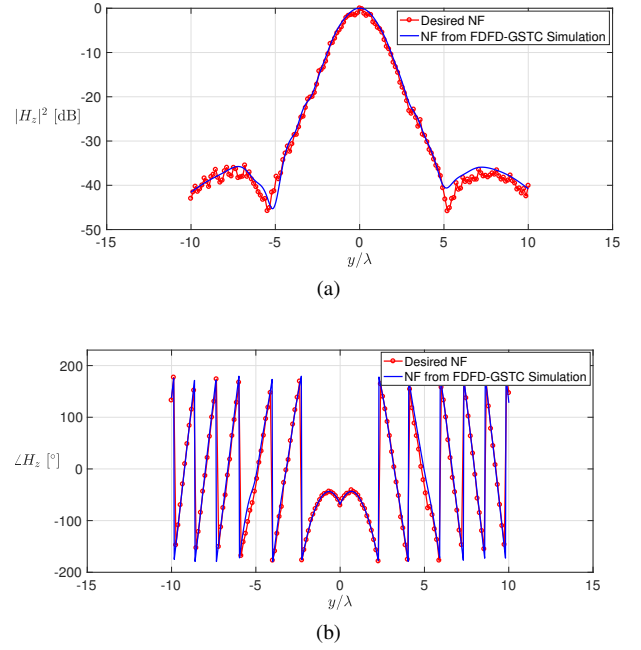 0
-10
-20
-30
-40
-50
|H_z|^2 [dB]
Desired NF
NF from FDFD-GSTC Simulation
-15 -10 -5 0 5 10 15
y/λ
(a)
200
100
0
-100
-200
∠H_z [°]
Desired NF
NF from FDFD-GSTC Simulation
-15 -10 -5 0 5 10 15
y/λ
(b)